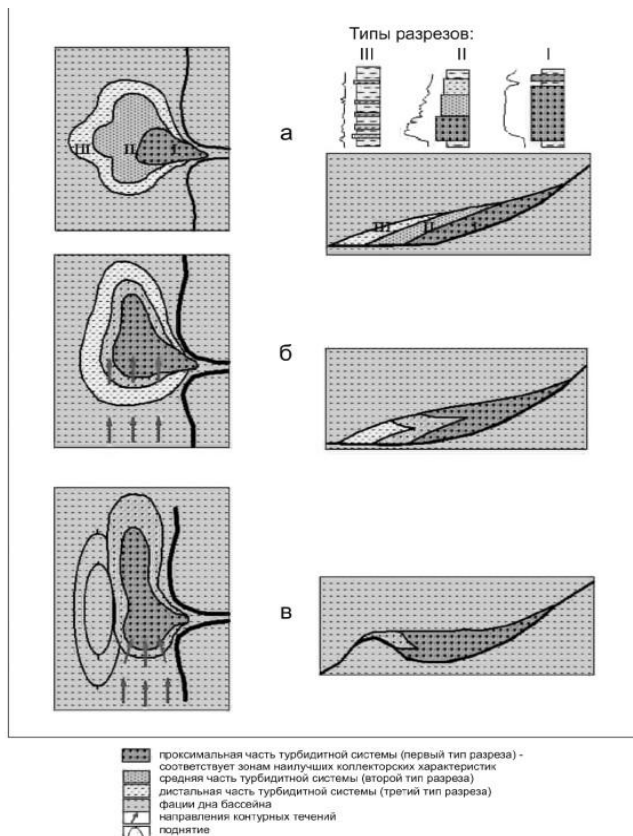 Типы разрезов:
III II I
III II I
а
III II I
б
в
проксимальная часть турбидитной системы (первый тип разреза) -
соответствует зонам наилучших коллекторских характеристик
средняя часть турбидитной системы (второй тип разреза)
дистальная часть турбидитной системы (третий тип разреза)
фации дна бассейна
направления контурных течений
поднятие